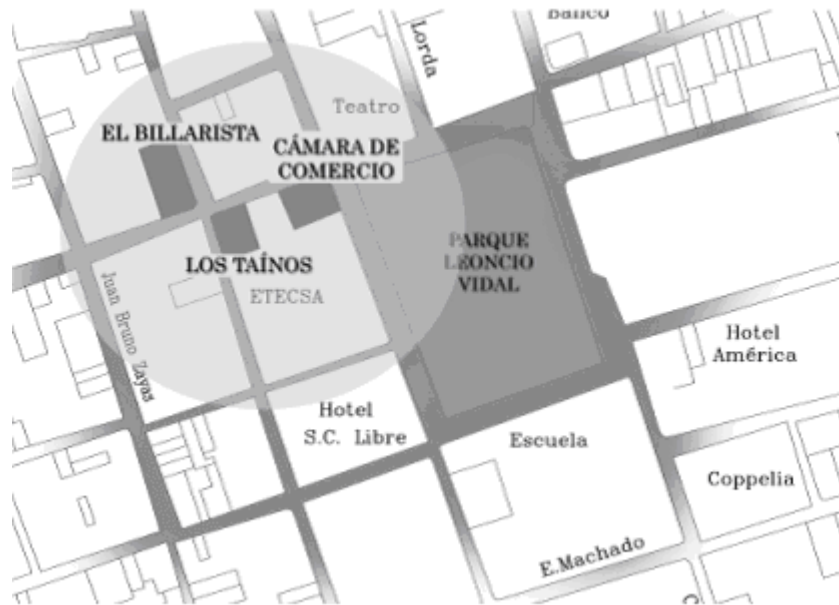 Banco
Lorda
Teatro
EL BILLARISTA
CÁMARA DE
COMERCIO
PARQUE
LEONCIO
VIDAL
LOS TAÍNOS
ETECSA
Juan Bruno Zayas
Hotel
América
Hotel
S.C. Libre
Escuela
Coppelia
E.Machado